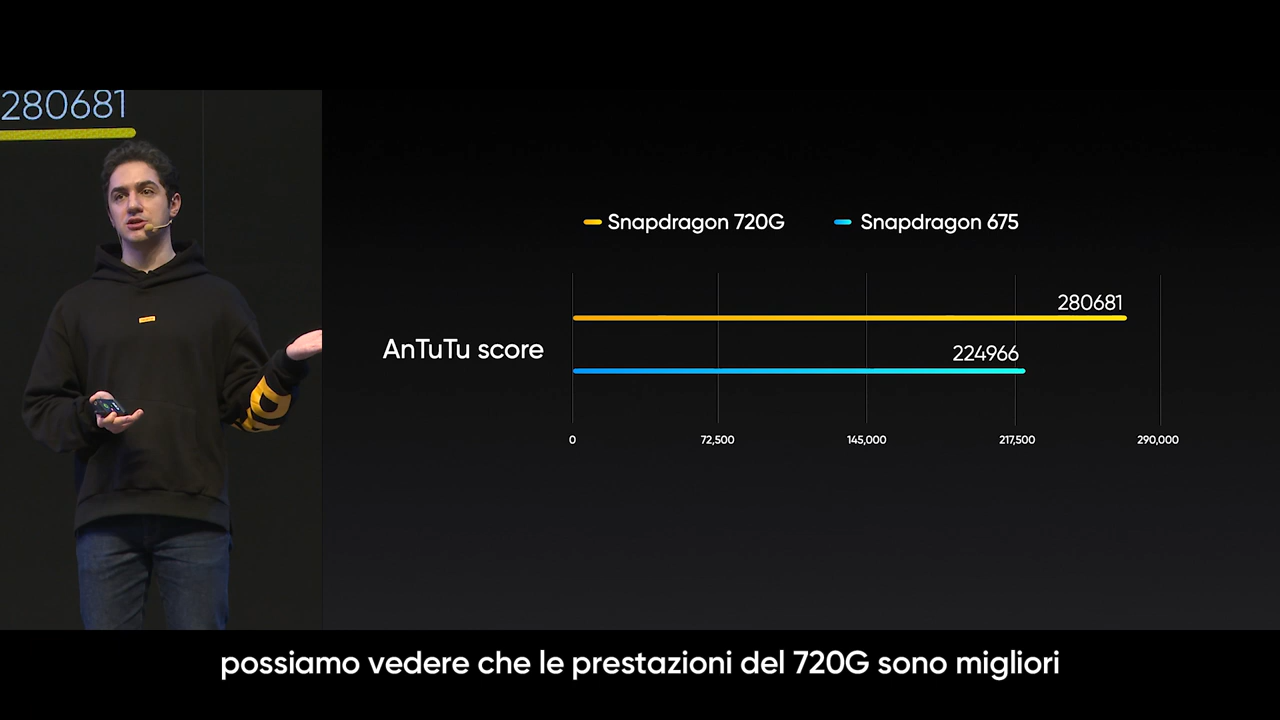 280681
Snapdragon 720G
Snapdragon 675
280681
AnTuTu score
224966
0
72,500
145,000
217,500
290,000
possiamo vedere che le prestazioni del 720G sono migliori